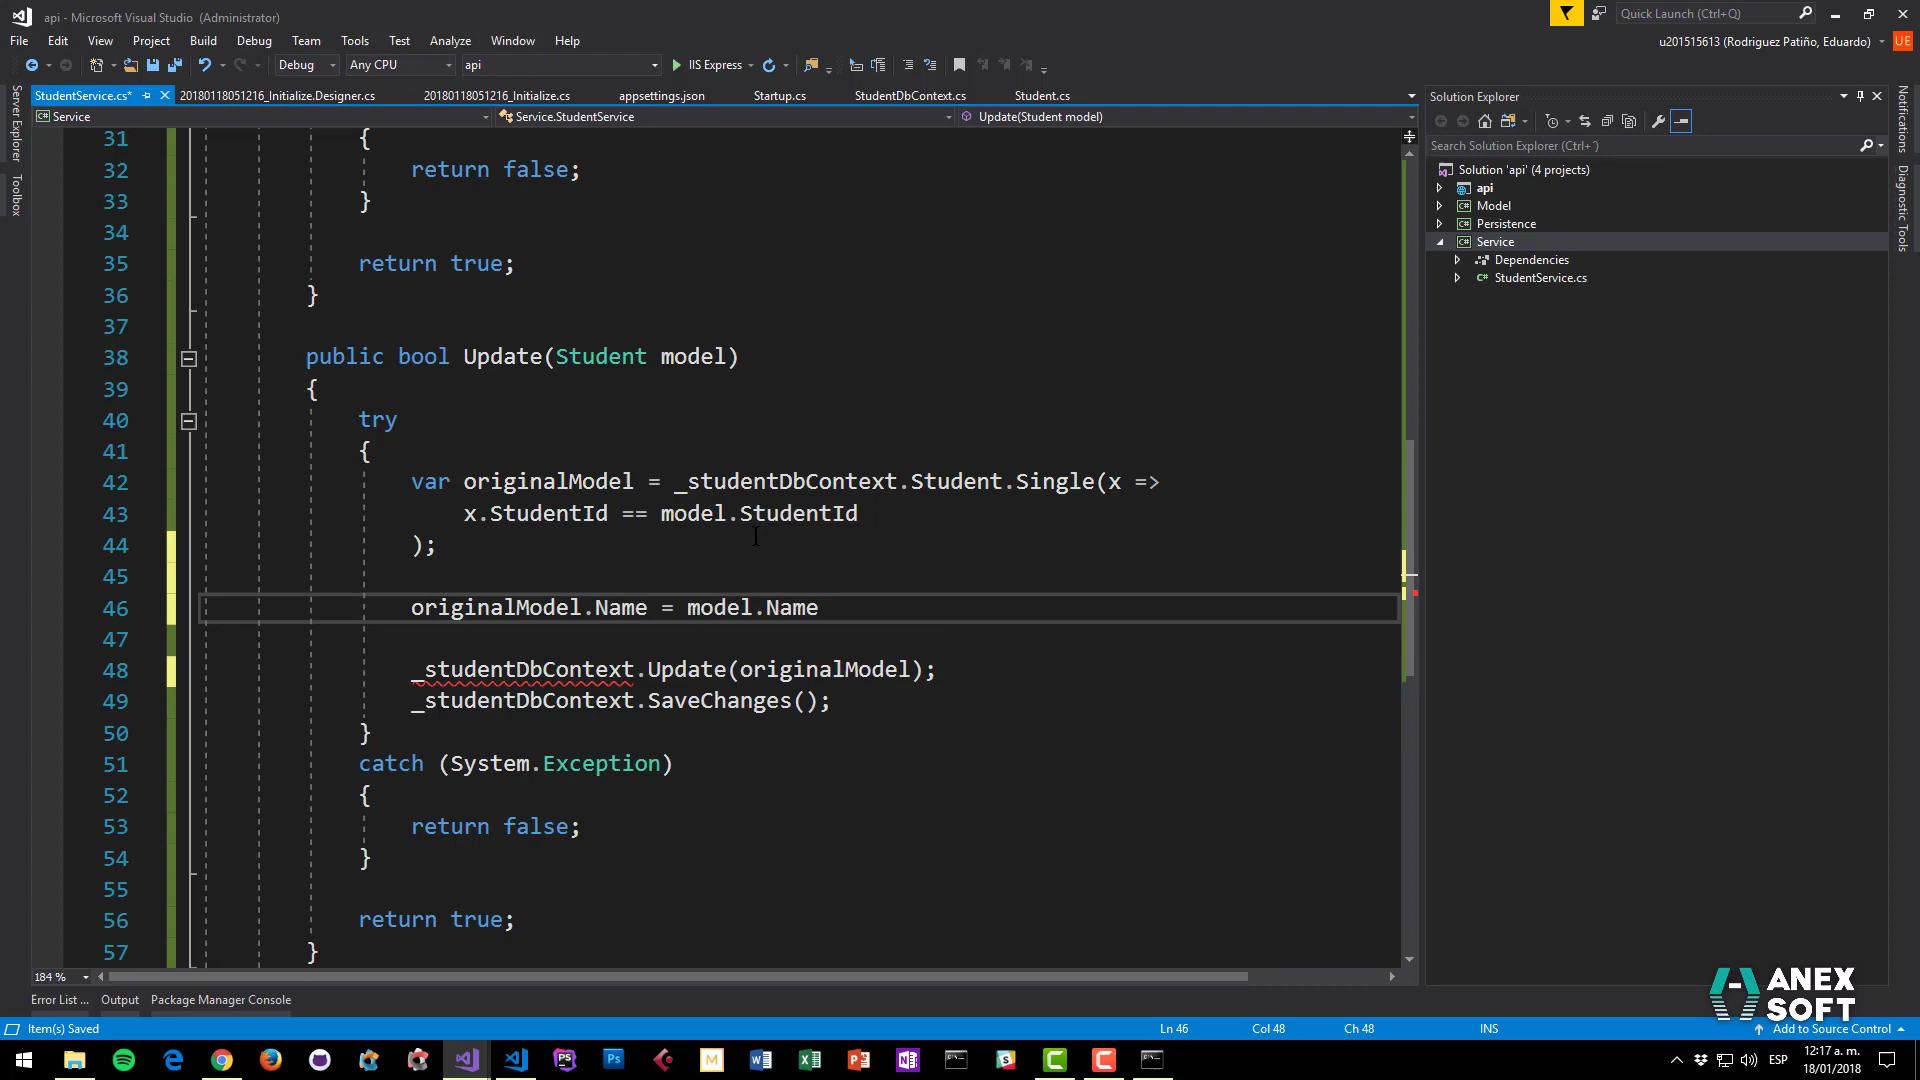 api - Microsoft Visual Studio (Administrator)
Quick Launch (Ctrl+Q)
File Edit View Project Build Debug Team Tools Test Analyze Window Help
u201515613 (Rodriguez Patiño, Eduardo) UE
Debug Any CPU api IIS Express
StudentService.cs* 20180118051216_Initialize.Designer.cs 20180118051216_Initialize.cs appsettings.json Startup.cs StudentDbContext.cs Student.cs
Service Service.StudentService Update(Student model)
Server Explorer
Toolbox
31 {
32 return false;
33 }
34
35 return true;
36 }
37
38 public bool Update(Student model)
39 {
40 try
41 {
42 var originalModel = _studentDbContext.Student.Single(x =>
43 x.StudentId == model.StudentId
44 );
45
46 originalModel.Name = model.Name
47
48 _studentDbContext.Update(originalModel);
49 _studentDbContext.SaveChanges();
50 }
51 catch (System.Exception)
52 {
53 return false;
54 }
55
56 return true;
57 }
184 %
Solution Explorer
Search Solution Explorer (Ctrl+´)
Solution 'api' (4 projects)
api
Model
Persistence
Service
Dependencies
C# StudentService.cs
Notifications
Diagnostic Tools
Error List ... Output Package Manager Console
Item(s) Saved Ln 46 Col 48 Ch 48 INS Add to Source Control
ANEX
SOFT
ESP 12:17 a. m.
18/01/2018